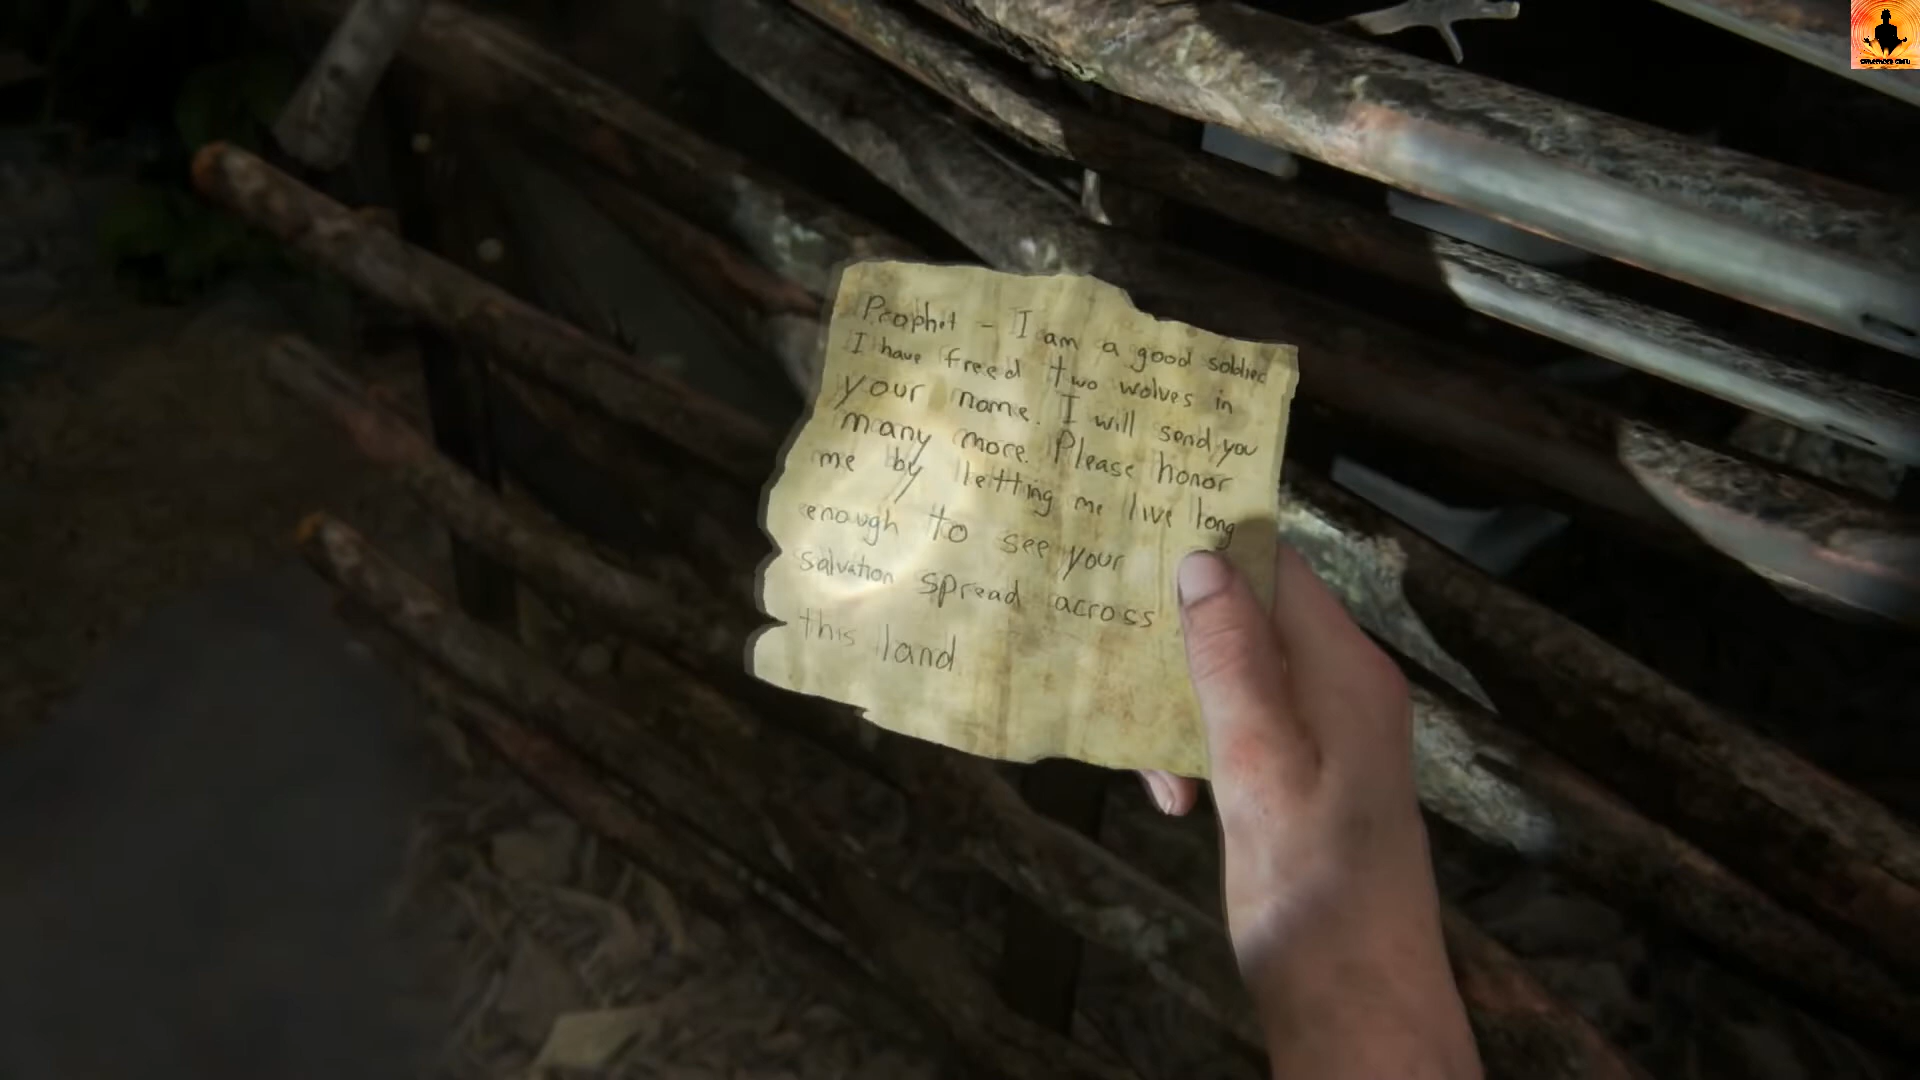 Prophet - I am a good soldier
I have freed two wolves in
your name. I will send you
many more. Please honor
me by letting me live long
enough to see your
salvation spread across
this land